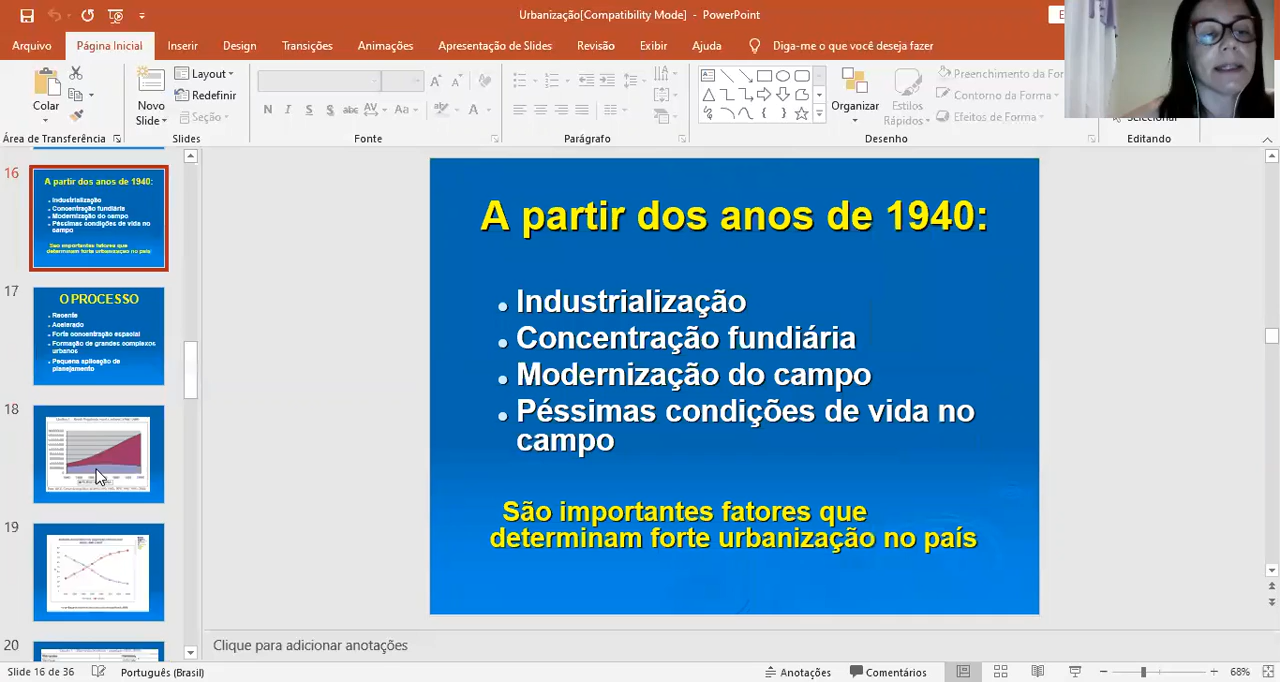 Urbanização[Compatibility Mode] - PowerPoint
Arquivo Página Inicial Inserir Design Transições Animações Apresentação de Slides Revisão Exibir Ajuda Diga-me o que você deseja fazer
Colar
Novo
Slide
Layout
Redefinir
Seção
N I S S abc AV Aa A
Organizar
Estilos
Rápidos
Preenchimento da For
Contorno da Forma
Efeitos de Forma
Selecionar
Área de Transferência Slides Fonte Parágrafo Desenho Editando
16
A partir dos anos de 1940:
Industrialização
Concentração fundiária
Modernização do campo
Péssimas condições de vida no
campo
São importantes fatores que
determinam forte urbanização no país
17
O PROCESSO
Recente
Acelerado
Forte concentração espacial
Formação de grandes complexos
urbanos
Pequena aplicação de
planejamento
18
19
20
A partir dos anos de 1940:
Industrialização
Concentração fundiária
Modernização do campo
Péssimas condições de vida no
campo
São importantes fatores que
determinam forte urbanização no país
Clique para adicionar anotações
Slide 16 de 36 Português (Brasil) Anotações Comentários 68%